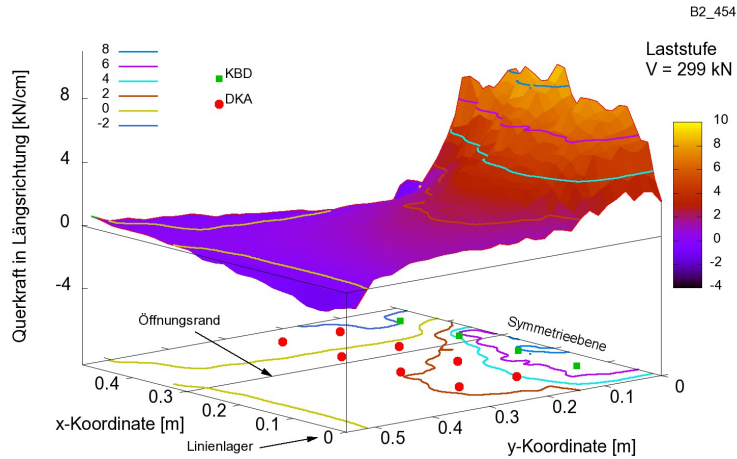 B2_454
Laststufe
V = 299 kN
8
6
4
2
0
-2
KBD
DKA
Querkraft in Längsrichtung [kN/cm]
8
4
0
-4
10
8
6
4
2
0
-2
-4
Öffnungsrand
Symmetrieebene
0.4
0.3
0.2
0.1
0
x-Koordinate [m]
Linienlager
0.5
0.4
0.3
0.2
0.1
0
y-Koordinate [m]